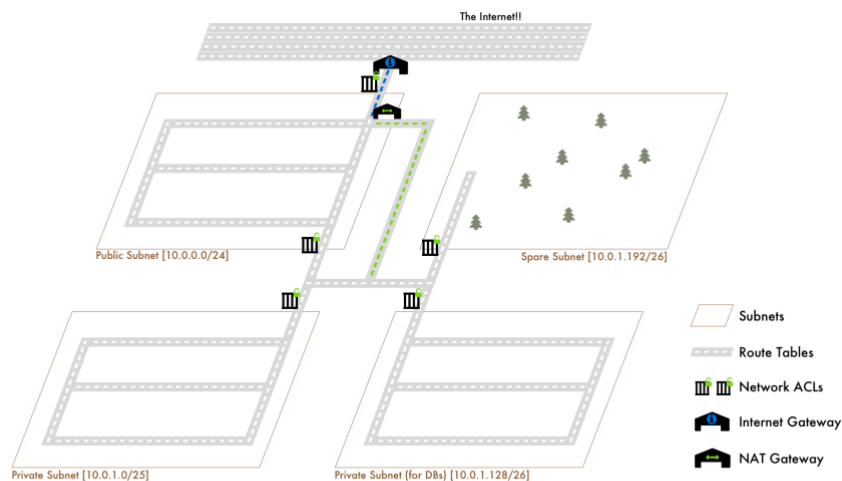 The Internet!!
Public Subnet [10.0.0.0/24]
Spare Subnet [10.0.1.192/26]
Private Subnet [10.0.1.0/25]
Private Subnet (for DBs) [10.0.1.128/26]
Subnets
Route Tables
Network ACLs
Internet Gateway
NAT Gateway